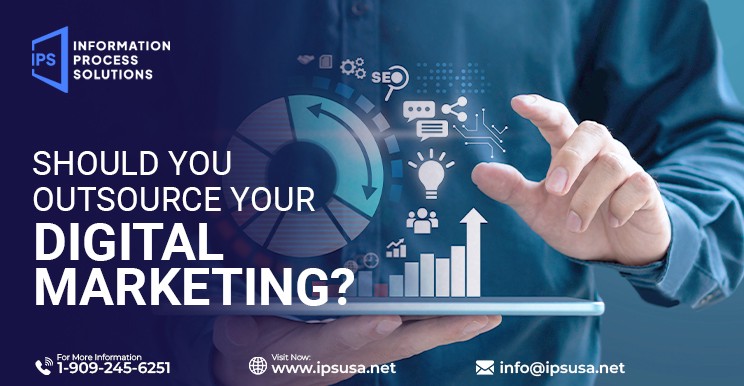 IPS
INFORMATION
PROCESS
SOLUTIONS
SEO
SHOULD YOU
OUTSOURCE YOUR
DIGITAL
MARKETING?
For More Information
1-909-245-6251
Visit Now:
www.ipsusa.net
info@ipsusa.net